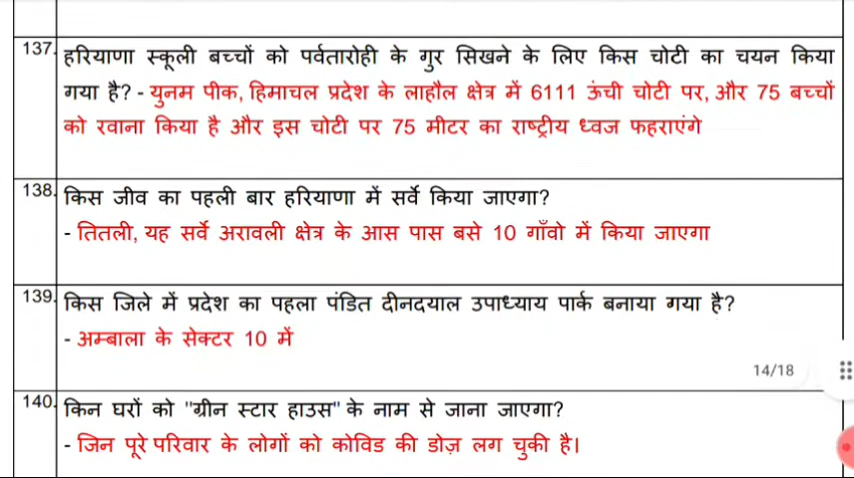 137. हरियाणा स्कूली बच्चों को पर्वतारोही के गुर सिखने के लिए किस चोटी का चयन किया
गया है? - युनम पीक, हिमाचल प्रदेश के लाहौल क्षेत्र में 6111 ऊंची चोटी पर, और 75 बच्चों
को रवाना किया है और इस चोटी पर 75 मीटर का राष्ट्रीय ध्वज फहराएंगे
138. किस जीव का पहली बार हरियाणा में सर्वे किया जाएगा?
- तितली, यह सर्वे अरावली क्षेत्र के आस पास बसे 10 गाँवो में किया जाएगा
139. किस जिले में प्रदेश का पहला पंडित दीनदयाल उपाध्याय पार्क बनाया गया है?
- अम्बाला के सेक्टर 10 में
14/18
140. किन घरों को "ग्रीन स्टार हाउस" के नाम से जाना जाएगा?
- जिन पूरे परिवार के लोगों को कोविड की डोज़ लग चुकी है।